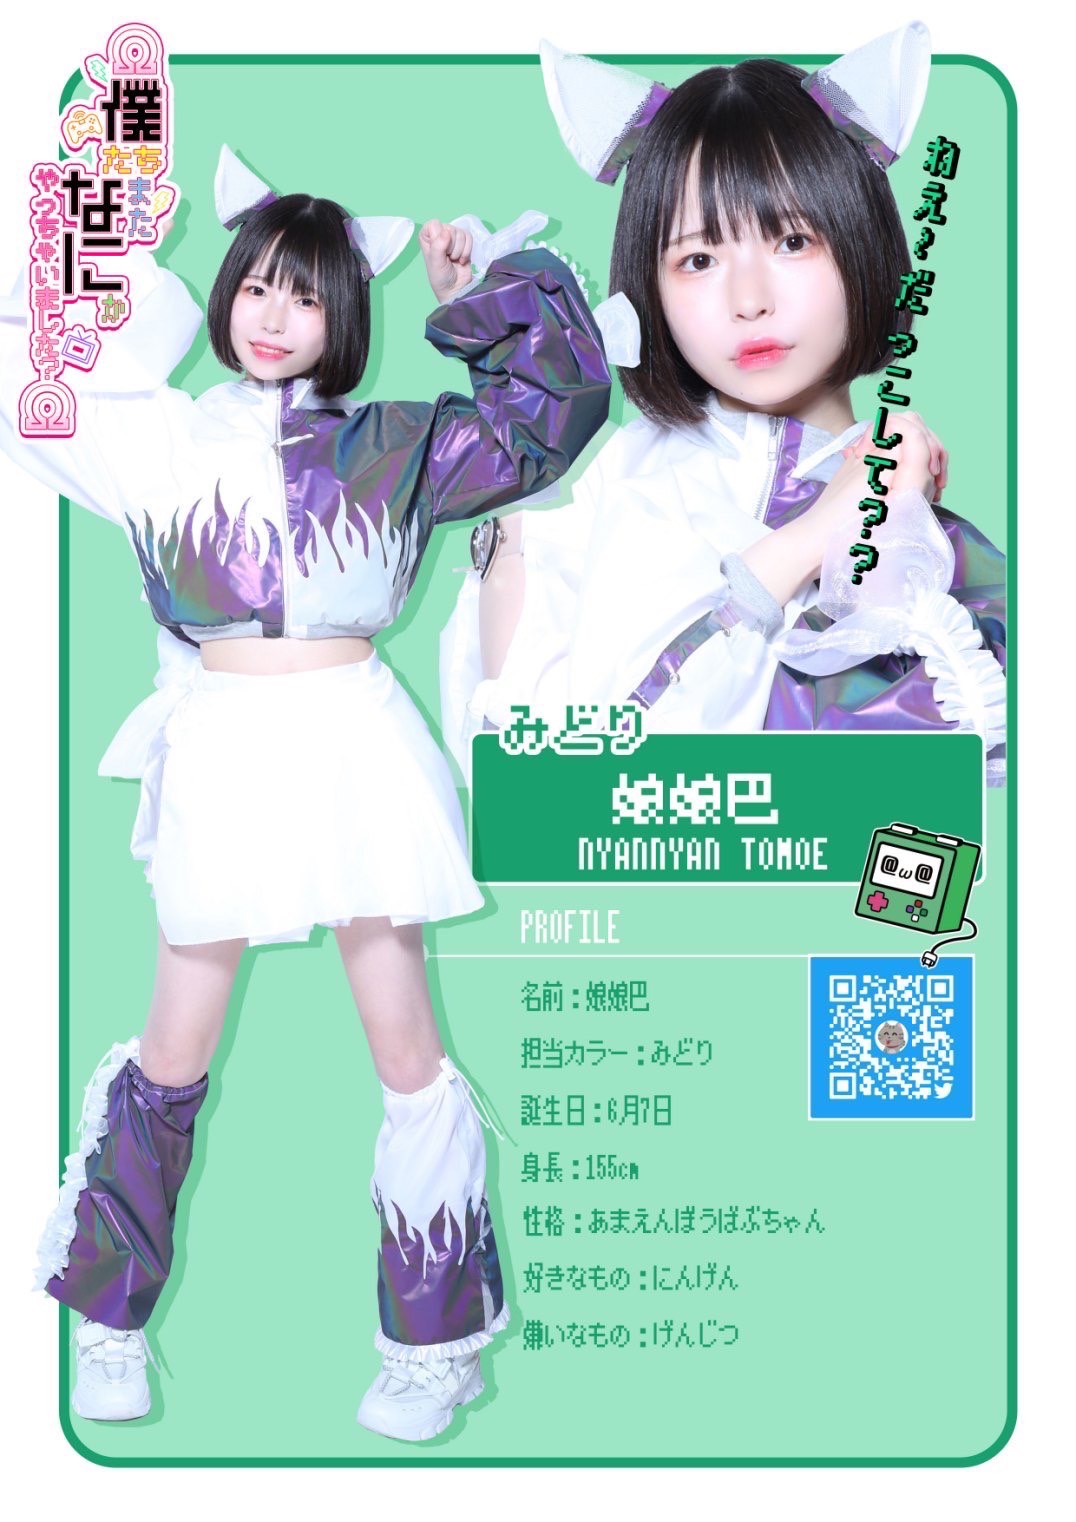 僕
たち
また
なにか
やっちゃいました?
ねえ〜だっこして??
みどり
娘娘巴
NYANNYAN TOMOE
@ω@
PROFILE
名前:娘娘巴
担当カラー:みどり
誕生日:6月7日
身長:155cm
性格:あまえんぼうばぶちゃん
好きなもの:にんげん
嫌いなもの:げんじつ